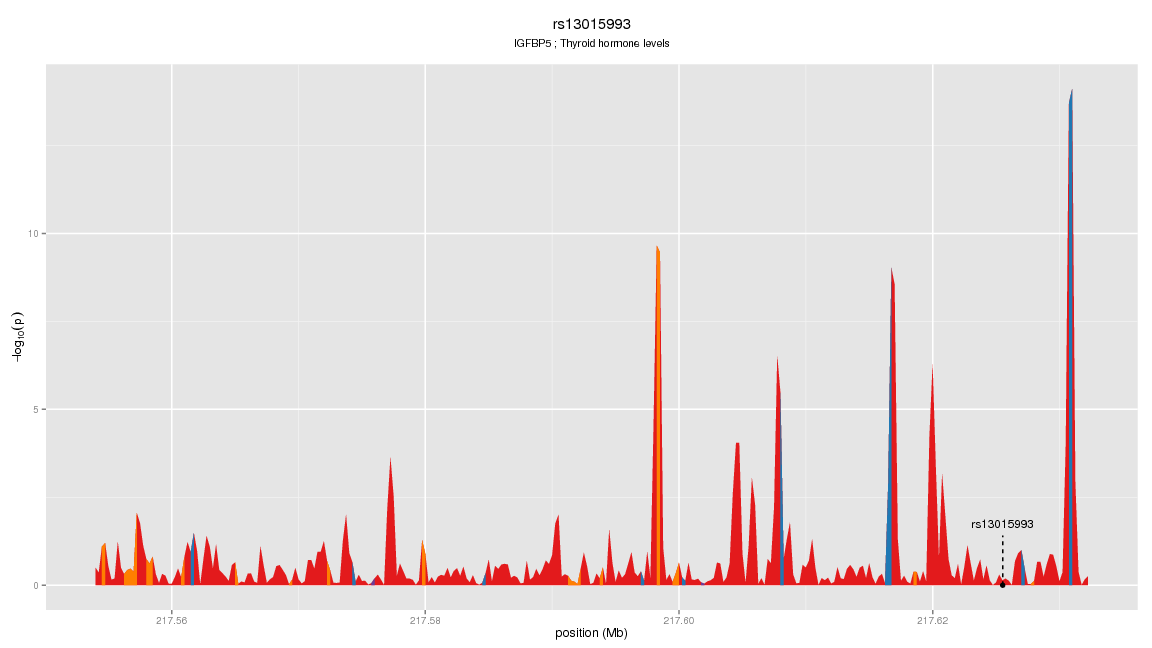 rs13015993
IGFBP5 ; Thyroid hormone levels
−log10(p)
10
5
0
rs13015993
217.56 217.58 217.60 217.62
position (Mb)